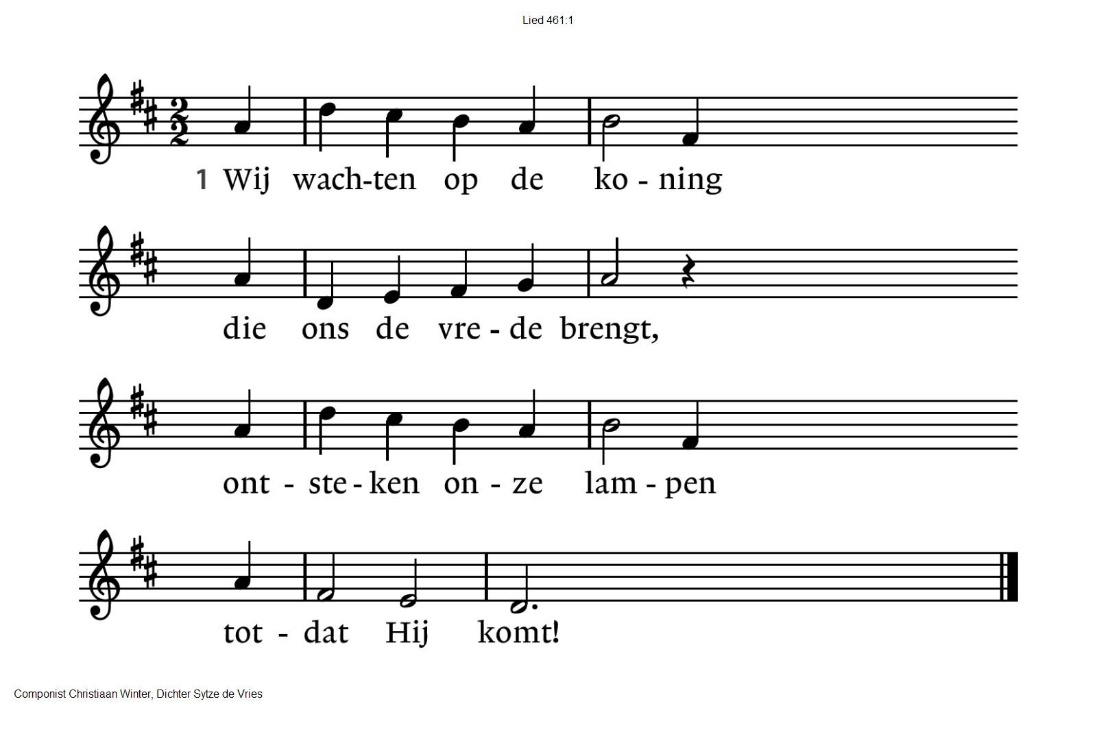 Lied 461:1
1 Wij wach-ten op de ko - ning
die ons de vre - de brengt,
ont - ste - ken on - ze lam - pen
tot - dat Hij komt!
Componist Christiaan Winter, Dichter Sytze de Vries